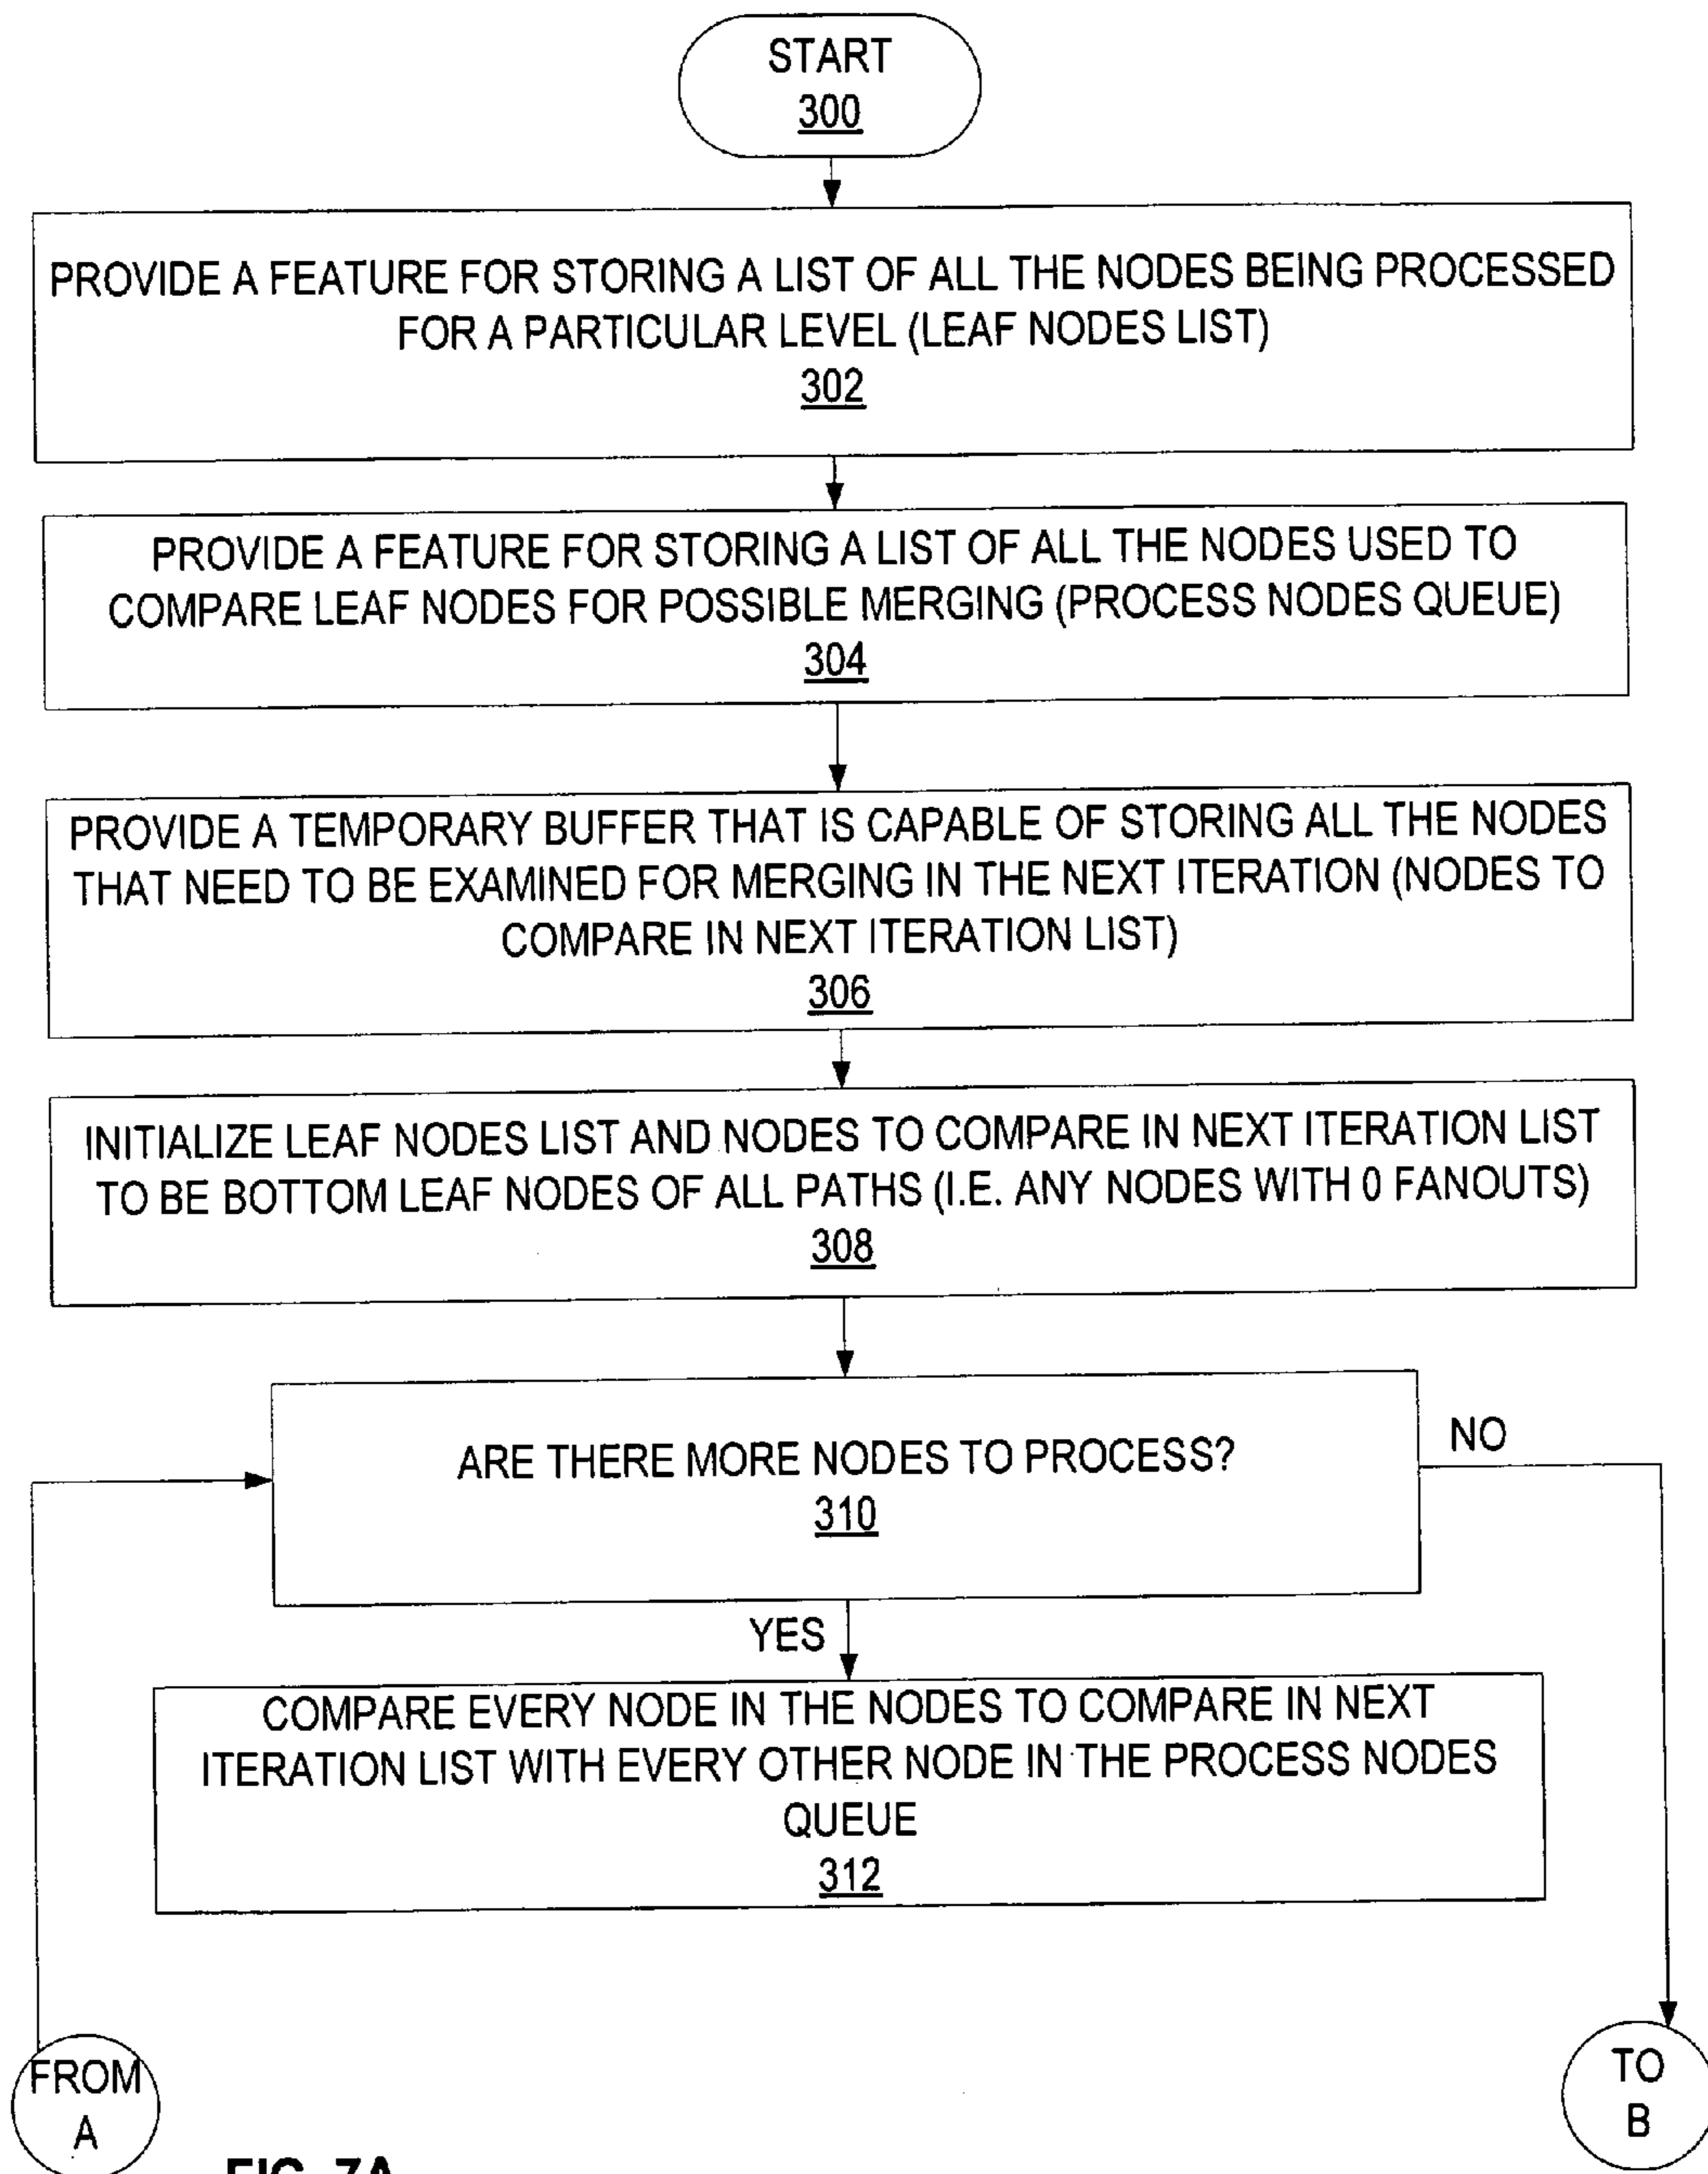 START
300
PROVIDE A FEATURE FOR STORING A LIST OF ALL THE NODES BEING PROCESSED
FOR A PARTICULAR LEVEL (LEAF NODES LIST)
302
PROVIDE A FEATURE FOR STORING A LIST OF ALL THE NODES USED TO
COMPARE LEAF NODES FOR POSSIBLE MERGING (PROCESS NODES QUEUE)
304
PROVIDE A TEMPORARY BUFFER THAT IS CAPABLE OF STORING ALL THE NODES
THAT NEED TO BE EXAMINED FOR MERGING IN THE NEXT ITERATION (NODES TO
COMPARE IN NEXT ITERATION LIST)
306
INITIALIZE LEAF NODES LIST AND NODES TO COMPARE IN NEXT ITERATION LIST
TO BE BOTTOM LEAF NODES OF ALL PATHS (I.E. ANY NODES WITH 0 FANOUTS)
308
ARE THERE MORE NODES TO PROCESS?
310
NO
YES
COMPARE EVERY NODE IN THE NODES TO COMPARE IN NEXT
ITERATION LIST WITH EVERY OTHER NODE IN THE PROCESS NODES
QUEUE
312
FROM
A
TO
B
FIG. 7A